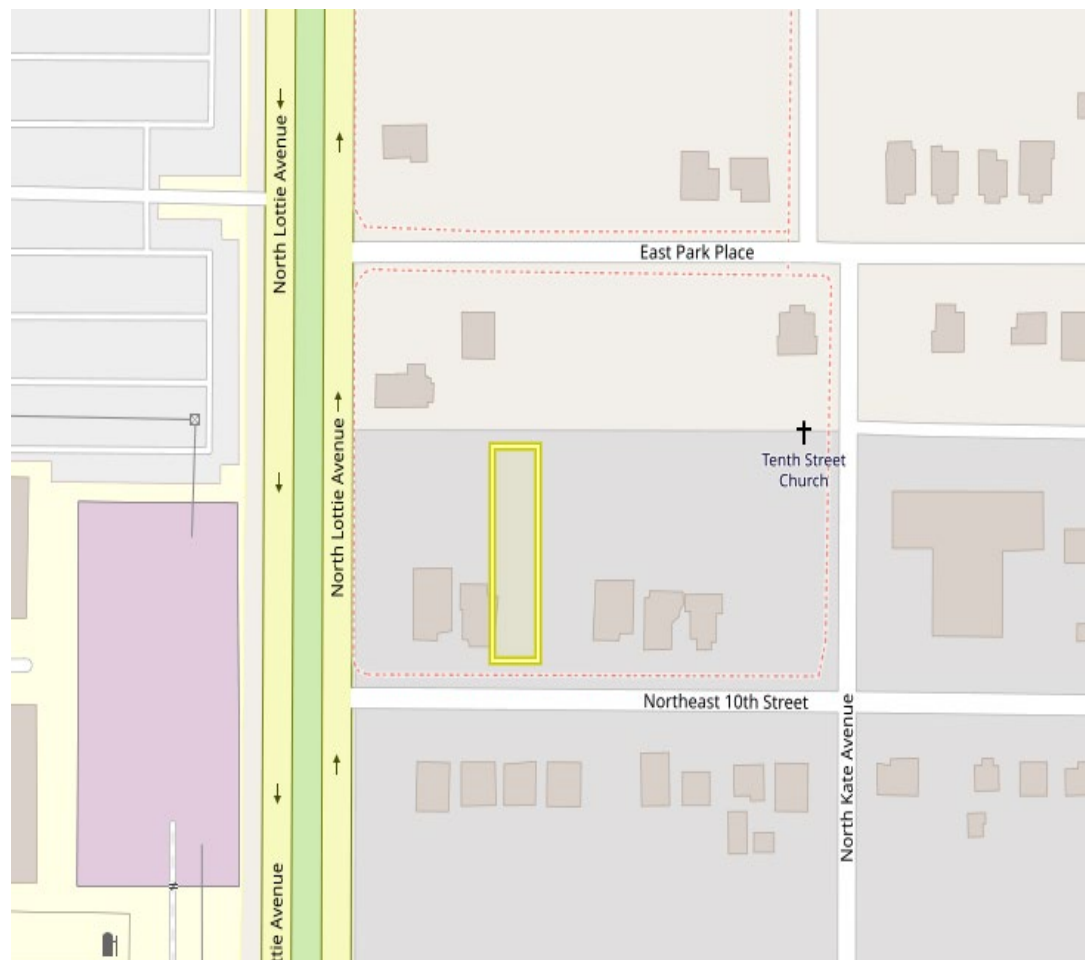 North Lottie Avenue
East Park Place
North Lottie Avenue
Tenth Street
Church
Northeast 10th Street
North Kate Avenue
ttie Avenue